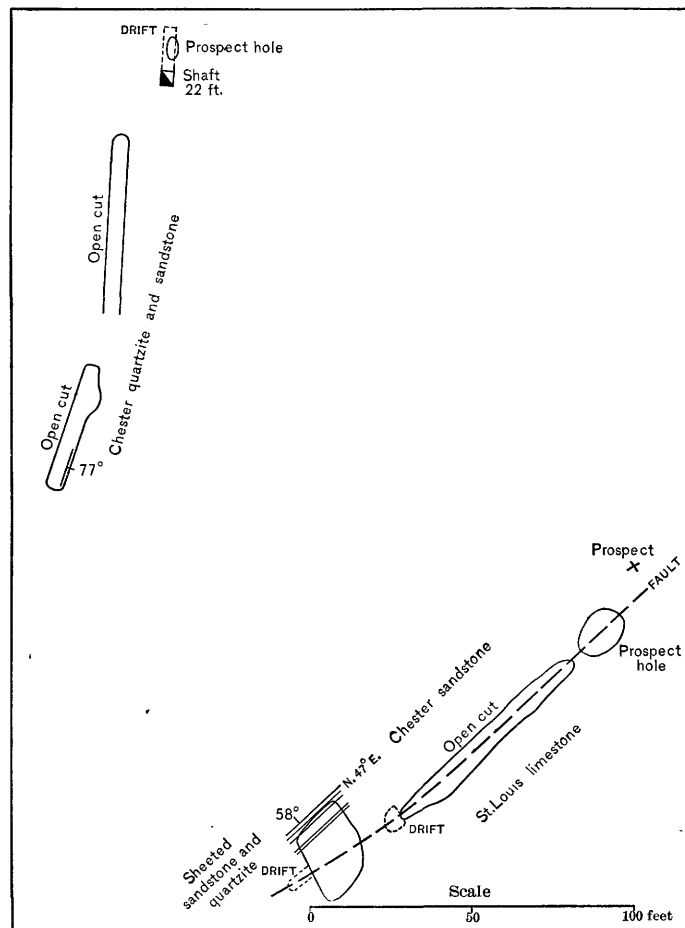 DRIFT
Prospect hole
Shaft
22 ft.
Open cut
Chester quartzite and sandstone
Open cut
77°
Prospect
FAULT
Prospect
hole
Chester sandstone
Open cut
N. 47° E.
St. Louis limestone
58°
DRIFT
Sheeted
sandstone and
quartzite
DRIFT
Scale
0 50 100 feet